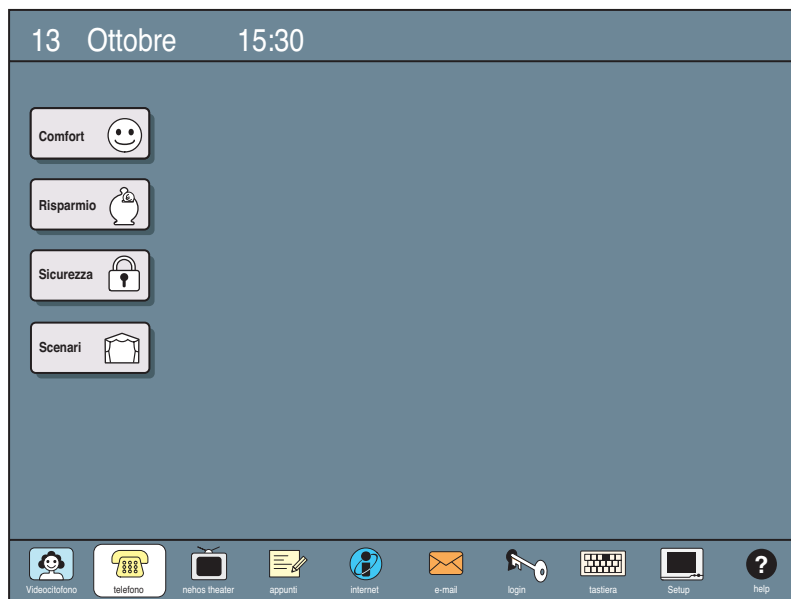 13 Ottobre 15:30
Comfort
Risparmio
Sicurezza
Scenari
Videocitofono telefono nehos theater appunti internet e-mail login tastiera Setup help